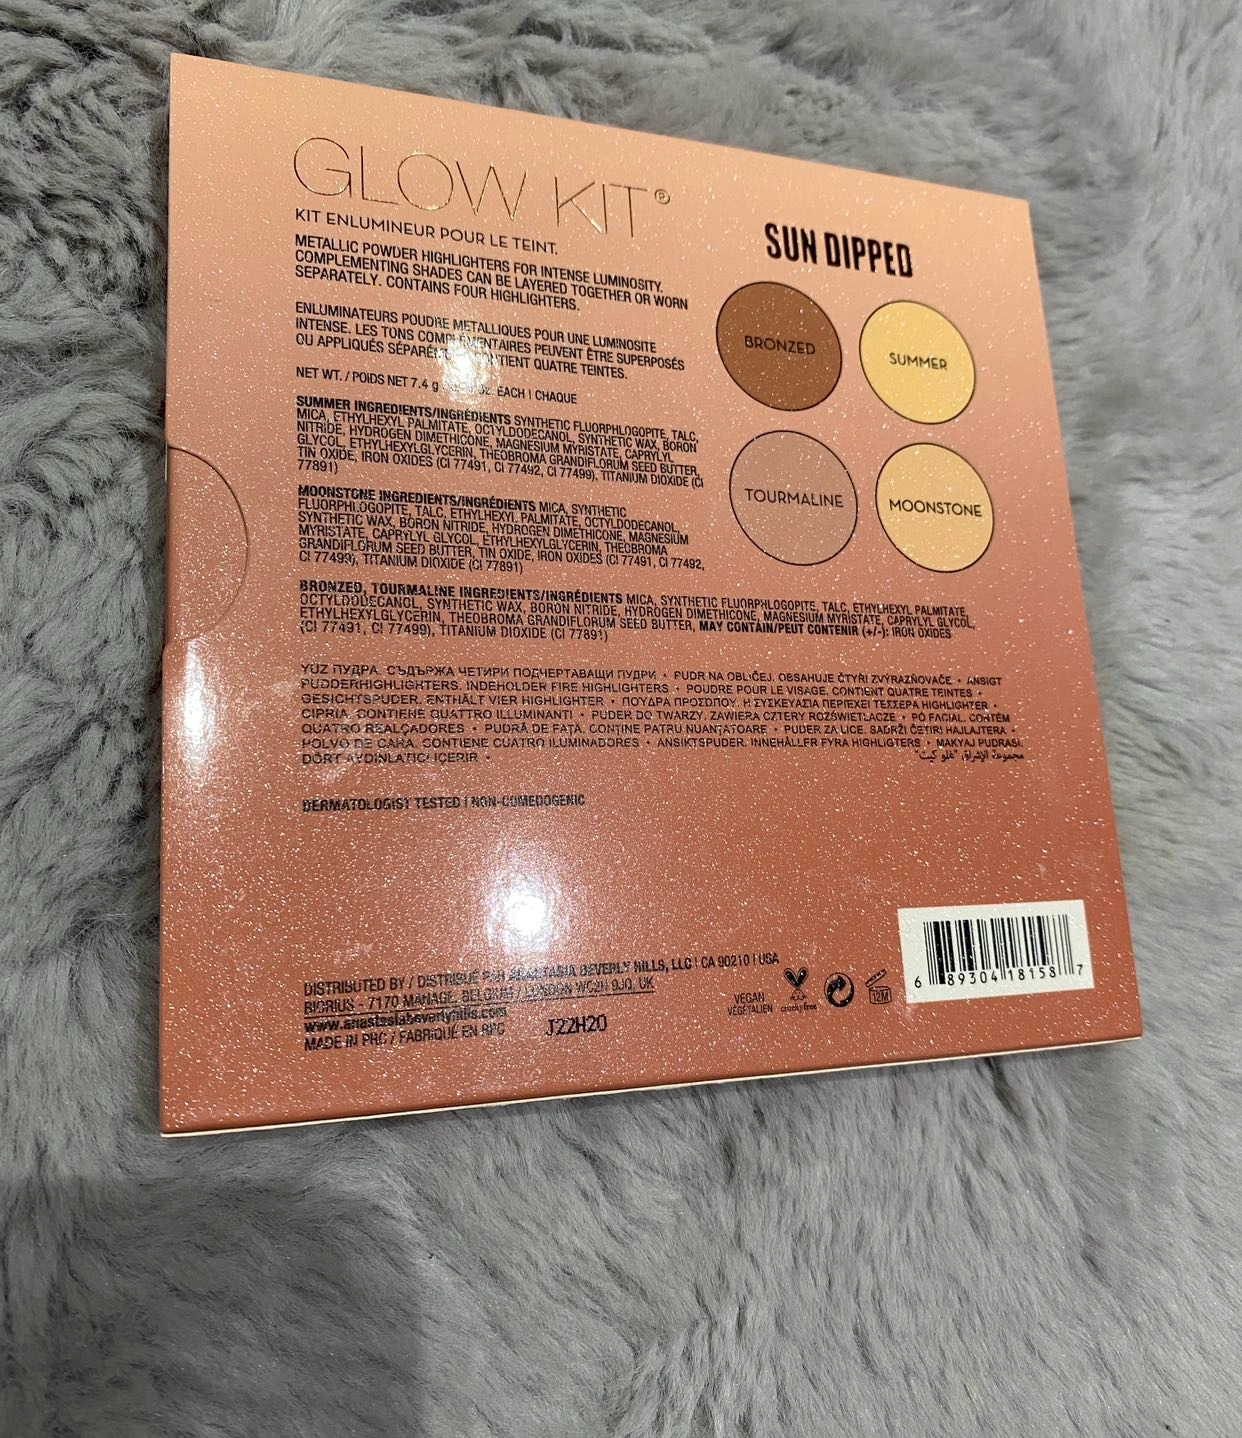 GLOW KIT®
KIT ENLUMINEUR POUR LE TEINT.
METALLIC POWDER HIGHLIGHTERS FOR INTENSE LUMINOSITY.
COMPLEMENTING SHADES CAN BE LAYERED TOGETHER OR WORN
SEPARATELY. CONTAINS FOUR HIGHLIGHTERS.
ENLUMINATEURS POUDRE METALLIQUES POUR UNE LUMINOSITE
INTENSE. LES TONS COMPLÉMENTAIRES PEUVENT ÊTRE SUPERPOSÉS
OU APPLIQUÉS CONTIENT QUATRE TEINTES.
NET WT. / POIDS NET 7.4 g OZ. EACH | CHAQUE
SUMMER INGREDIENTS/INGRÉDIENTS SYNTHETIC FLUORPHLOGOPITE, TALC,
MICA, ETHYLHEXYL PALMITATE, OCTYLDODECANOL, SYNTHETIC WAX, BORON
NITRIDE, HYDROGEN DIMETHICONE, MAGNESIUM MYRISTATE, CAPRYLYL
GLYCOL, ETHYLHEXYLGLYCERIN, THEOBROMA GRANDIFLORUM SEED BUTTER,
TIN OXIDE, IRON OXIDES (CI 77491, CI 77492, CI 77499), TITANIUM DIOXIDE (CI
77891)
MOONSTONE INGREDIENTS/INGRÉDIENTS MICA, SYNTHETIC
FLUORPHLOGOPITE, TALC, ETHYLHEXYL PALMITATE, OCTYLDODECANOL,
SYNTHETIC WAX, BORON NITRIDE, HYDROGEN DIMETHICONE, MAGNESIUM
MYRISTATE, CAPRYLYL GLYCOL, ETHYLHEXYLGLYCERIN, THEOBROMA
GRANDIFLORUM SEED BUTTER, TIN OXIDE, IRON OXIDES (CI 77491, CI 77492,
CI 77499), TITANIUM DIOXIDE (CI 77891)
BRONZED, TOURMALINE INGREDIENTS/INGRÉDIENTS MICA, SYNTHETIC FLUORPHLOGOPITE, TALC, ETHYLHEXYL PALMITATE,
OCTYLDODECANOL, SYNTHETIC WAX, BORON NITRIDE, HYDROGEN DIMETHICONE, MAGNESIUM MYRISTATE, CAPRYLYL GLYCOL,
ETHYLHEXYLGLYCERIN, THEOBROMA GRANDIFLORUM SEED BUTTER, MAY CONTAIN/PEUT CONTENIR (+/-): IRON OXIDES
(CI 77491, CI 77499), TITANIUM DIOXIDE (CI 77891)
SUN DIPPED
BRONZED
SUMMER
TOURMALINE
MOONSTONE
YÜZ ПУДРА. СЪДЪРЖА ЧЕТИРИ ПОДЧЕРТАВАЩИ ПУДРИ • PUDR NA OBLIČEJ. OBSAHUJE ČTYŘI ZVÝRAZŇOVAČE. • ANSIGT
PUDDERHIGHLIGHTERS. INDEHOLDER FIRE HIGHLIGHTERS • POUDRE POUR LE VISAGE. CONTIENT QUATRE TEINTES •
GESICHTSPUDER. ENTHÄLT VIER HIGHLIGHTER • ΠΟΥΔΡΑ ΠΡΟΣΩΠΟΥ. Η ΣΥΣΚΕΥΑΣΙΑ ΠΕΡΙΕΧΕΙ ΤΕΣΣΕΡΑ HIGHLIGHTER •
CIPRIA. CONTIENE QUATTRO ILLUMINANTI • PUDER DO TWARZY. ZAWIERA CZTERY ROZŚWIETLACZE • PÓ FACIAL. CONTÉM
QUATRO REALÇADORES • PUDRĂ DE FAȚĂ. CONȚINE PATRU NUANȚATOARE • PUDER ZA LICE. SADRŽI ČETIRI HAJLAJTERA •
POLVO DE CARA. CONTIENE CUATRO ILUMINADORES • ANSIKTSPUDER. INNEHÅLLER FYRA HIGHLIGHTERS • MAKYAJ PUDRASI.
DÖRT AYDINLATICI İÇERİR • مجموعة الإشراق "غلو كيت"
DERMATOLOGIST TESTED | NON-COMEDOGENIC
DISTRIBUTED BY / DISTRIBUÉ PAR ANASTASIA BEVERLY HILLS, LLC | CA 90210 | USA
BICRIUS - 7170 MANAGE, BELGIUM / LONDON WC2H 9JQ, UK
www.anastasiabeverlyhills.com
MADE IN PRC / FABRIQUÉ EN RPC
J22H20
VEGAN
VÉGÉTALIEN
crueltyfree
12M
6 89304 18158 7